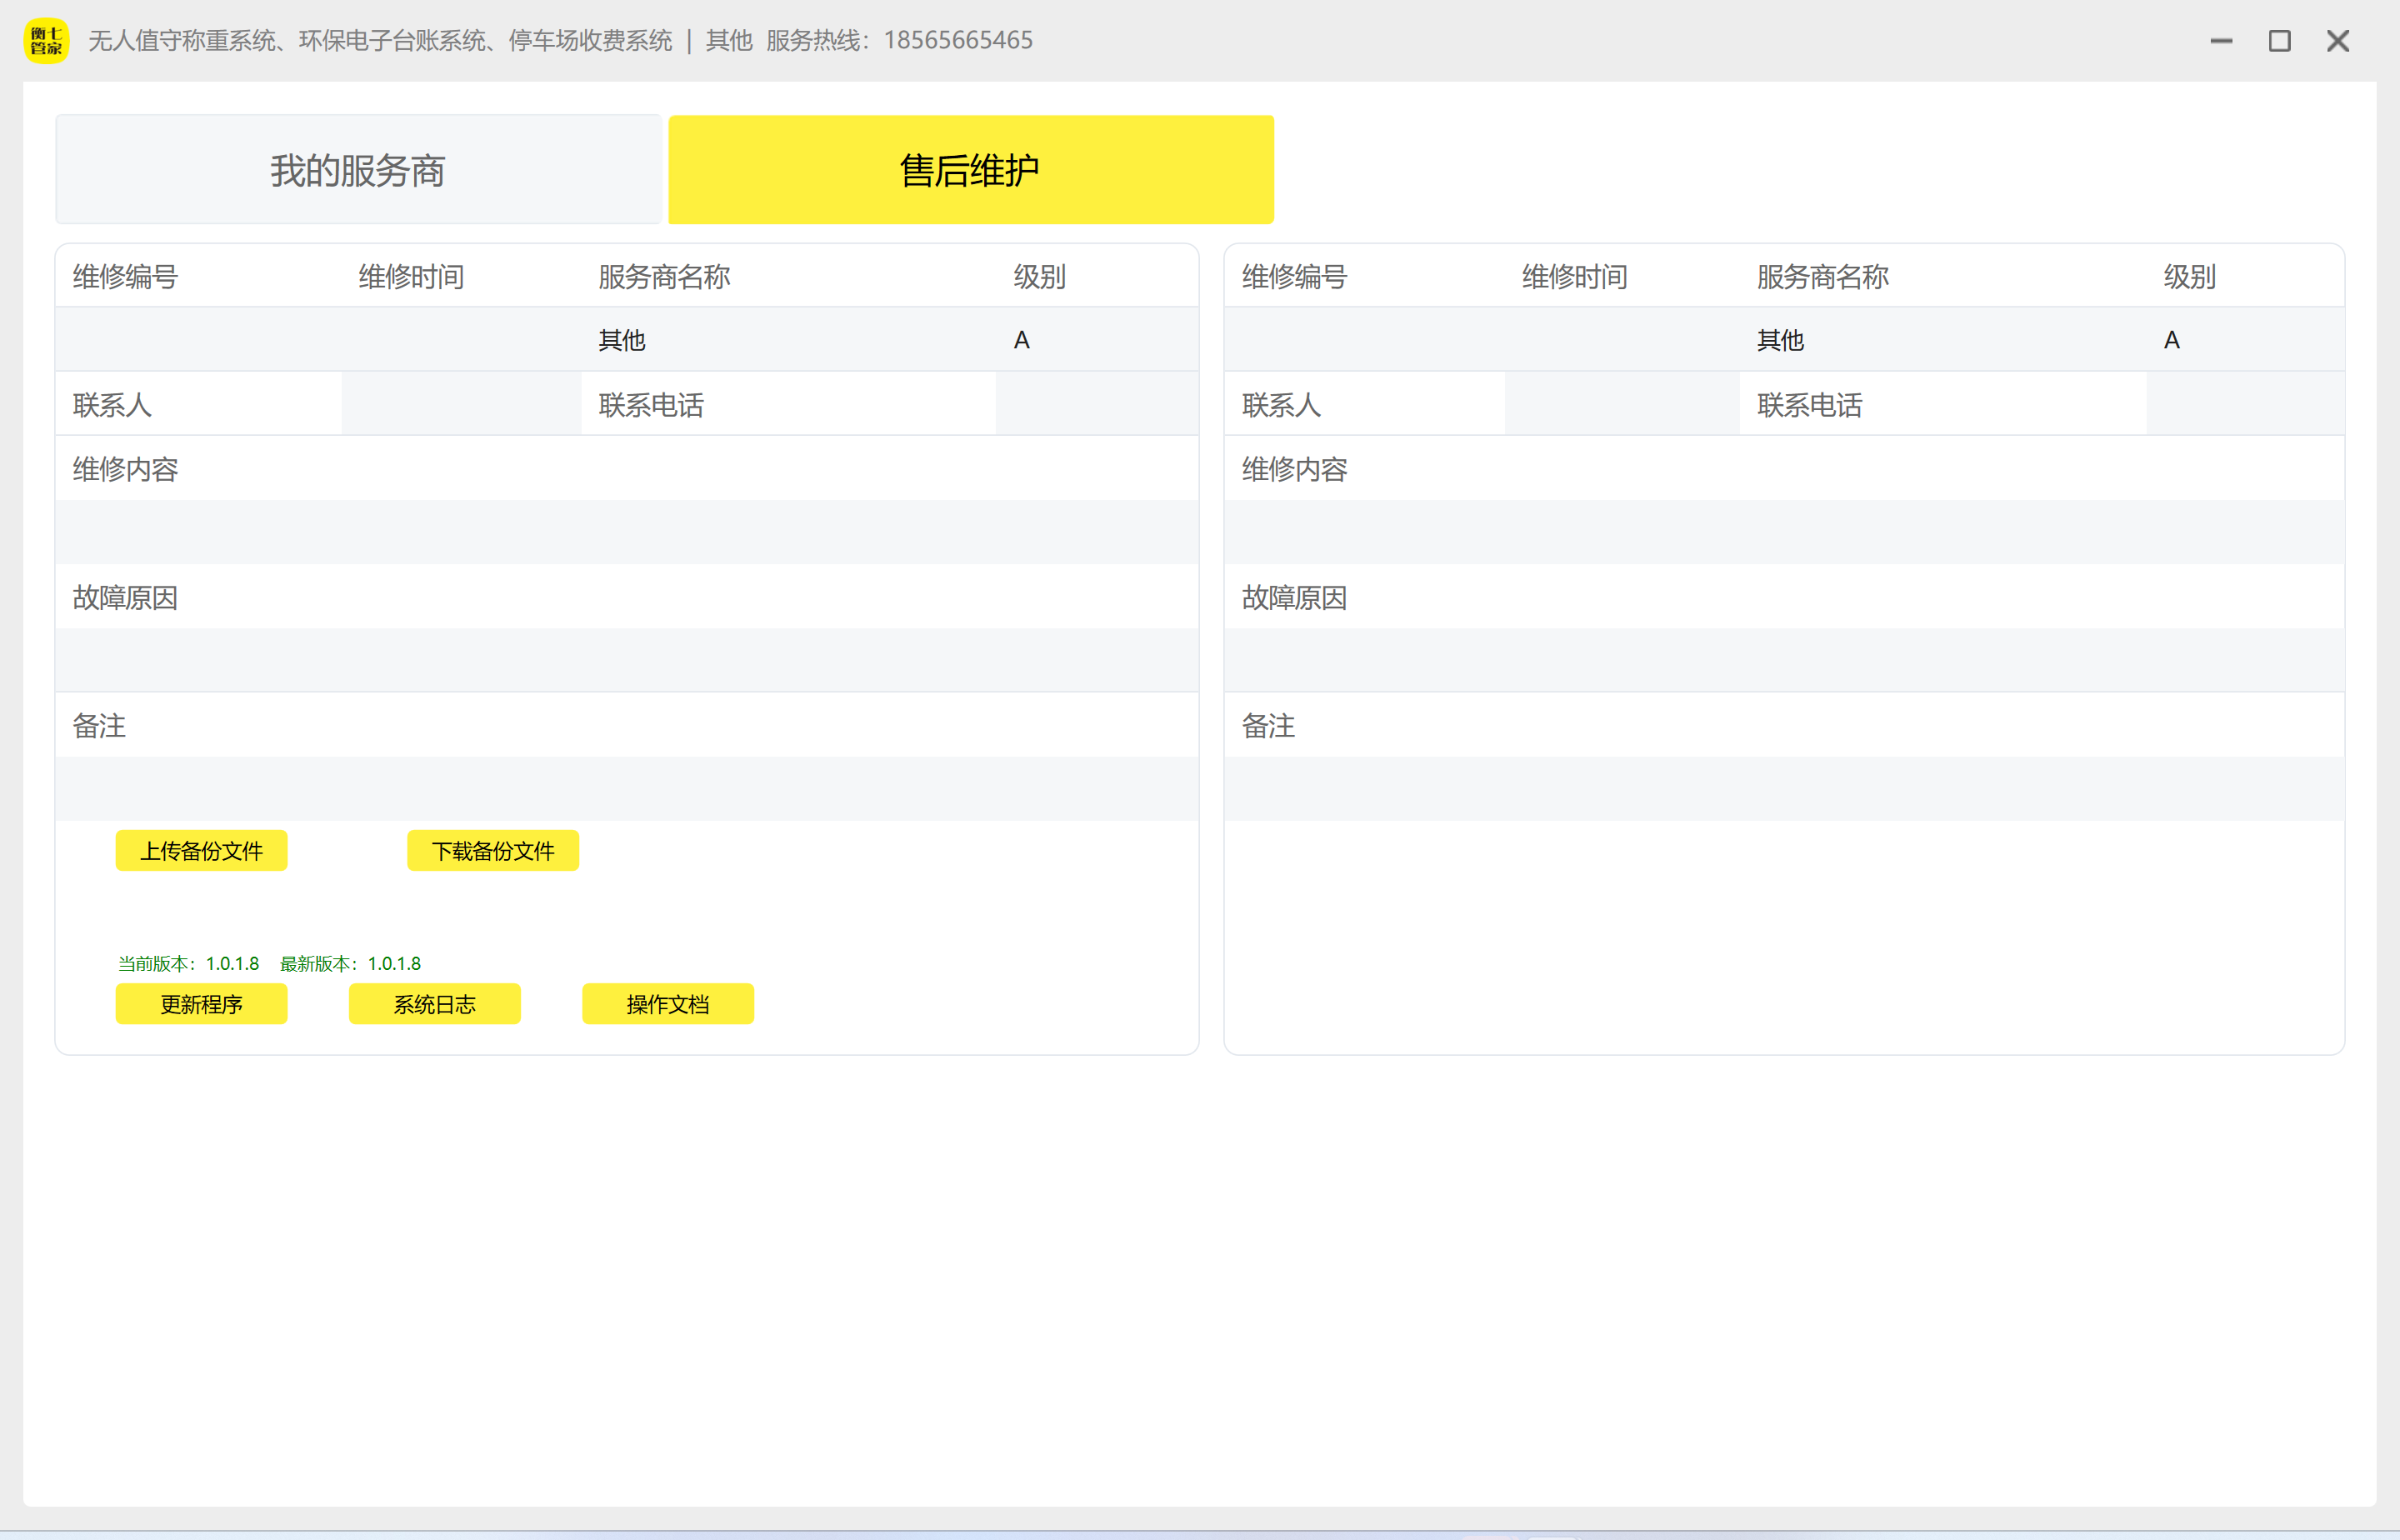 衡七
管家
无人值守称重系统、环保电子台账系统、停车场收费系统 | 其他 服务热线：18565665465
我的服务商 售后维护
维修编号 维修时间 服务商名称 级别
其他 A
联系人 联系电话
维修内容
故障原因
备注
上传备份文件 下载备份文件
当前版本：1.0.1.8 最新版本：1.0.1.8
更新程序 系统日志 操作文档
维修编号 维修时间 服务商名称 级别
其他 A
联系人 联系电话
维修内容
故障原因
备注